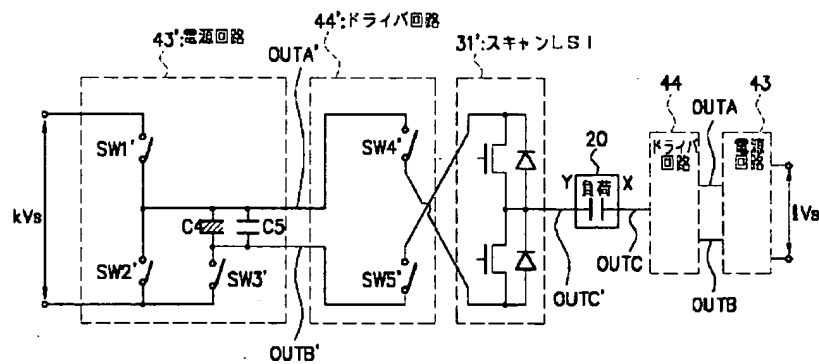 43':電源回路
44':ドライバ回路
31':スキャンLSI
OUTA'
44
OUTA
43
SW1'
SW4'
20
ドライバ
回路
電源
回路
Y 負荷 X
kVs
C4
C5
lVs
SW2'
SW3'
SW5'
OUTC'
OUTC
OUTB
OUTB'